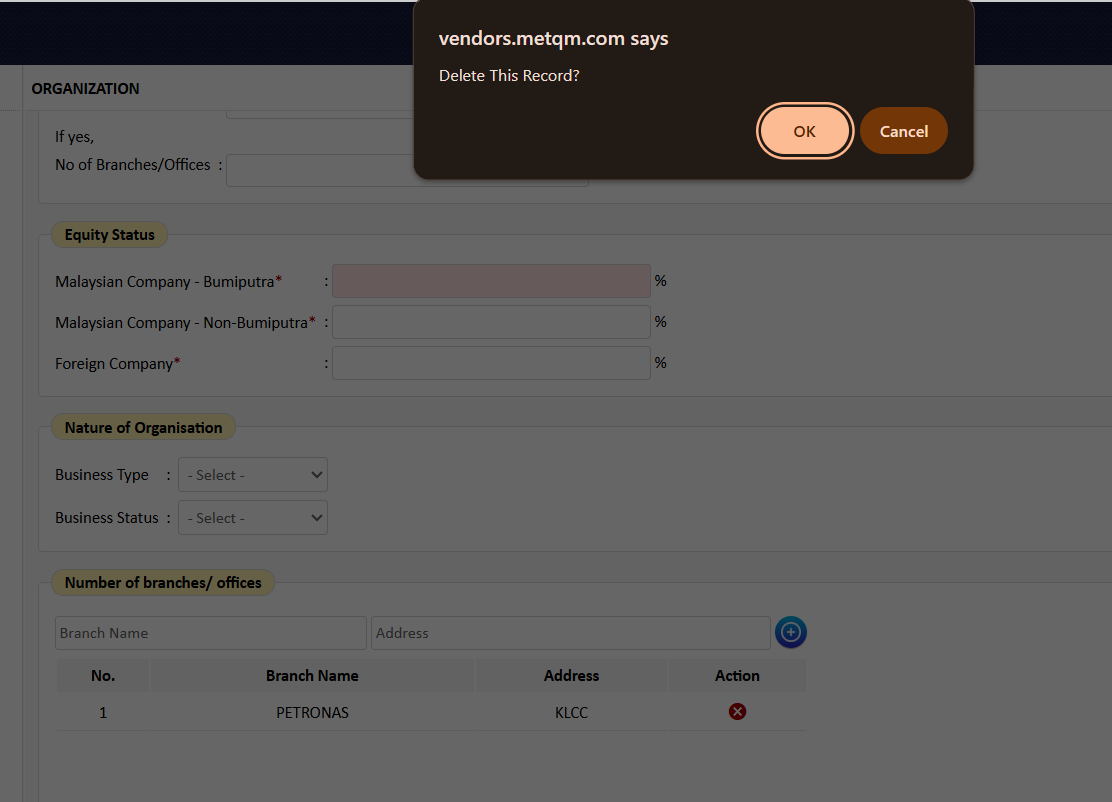 vendors.metqm.com says
Delete This Record?
OK Cancel
ORGANIZATION
If yes,
No of Branches/Offices :
Equity Status
Malaysian Company - Bumiputra* : %
Malaysian Company - Non-Bumiputra* : %
Foreign Company* : %
Nature of Organisation
Business Type : - Select -
Business Status : - Select -
Number of branches/ offices
Branch Name Address
No. Branch Name Address Action
1 PETRONAS KLCC